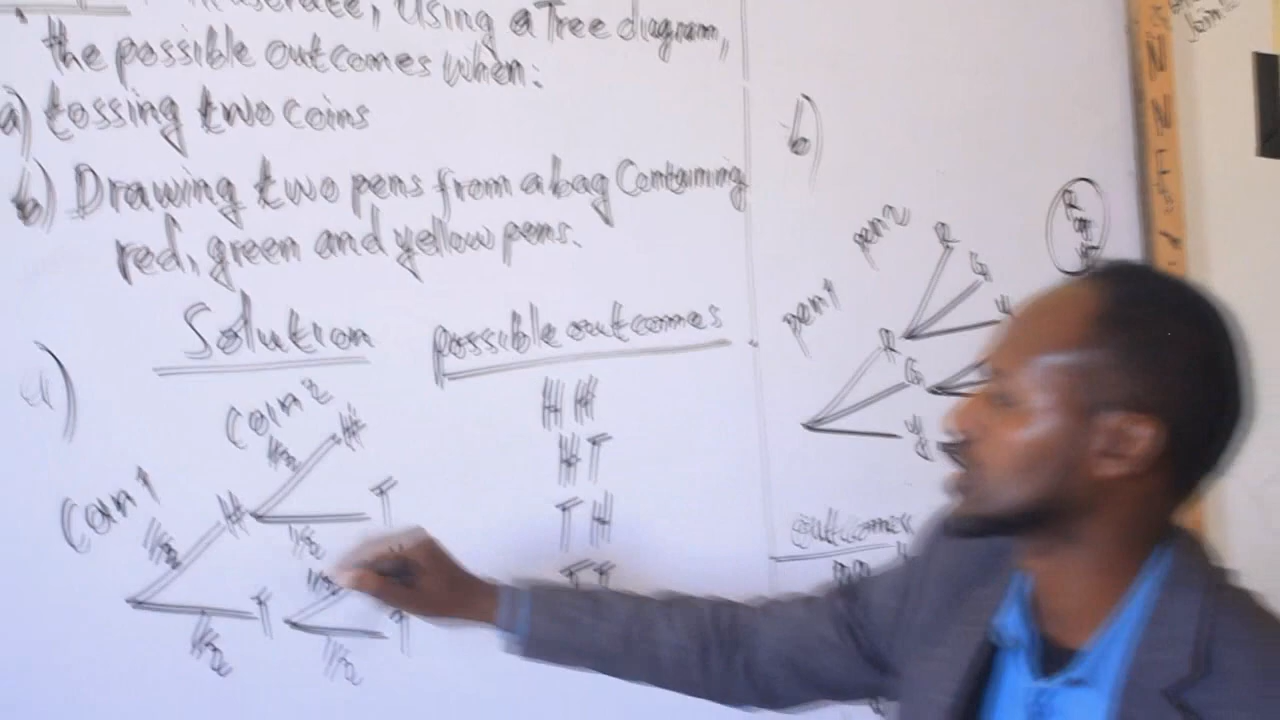 Using a Tree diagram,
the possible outcomes when:
a) tossing two coins
b) Drawing two pens from a bag Containing
red, green and yellow pens.
Solution
possible outcomes
a)
Coin 1
Coin 2
1/2
H
1/2
H
1/2
T
1/2
T
1/2
1/2
T
HH
HT
TH
TT
b)
pen 1
pen 2
R
G
Y
R
G
Y
outcomes